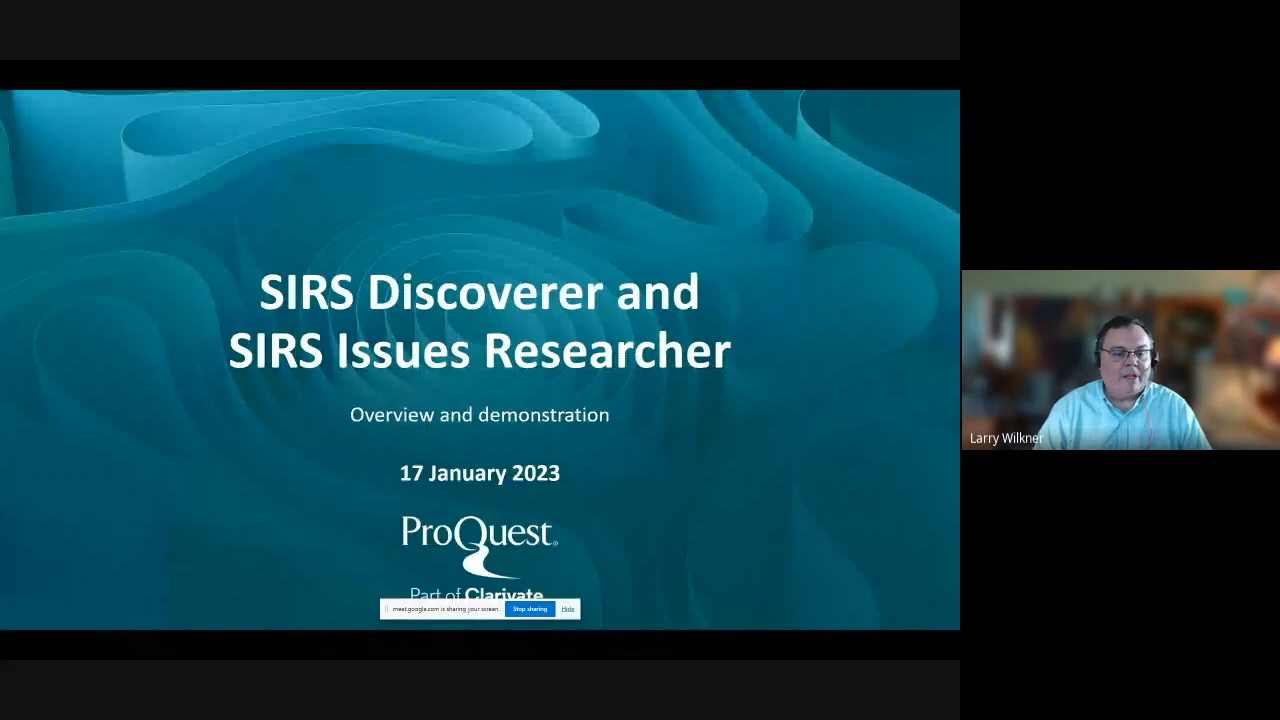 SIRS Discoverer and
SIRS Issues Researcher
Overview and demonstration
17 January 2023
ProQuest®
Part of Clarivate
meet.google.com is sharing your screen. Stop sharing Hide
Larry Wilkner